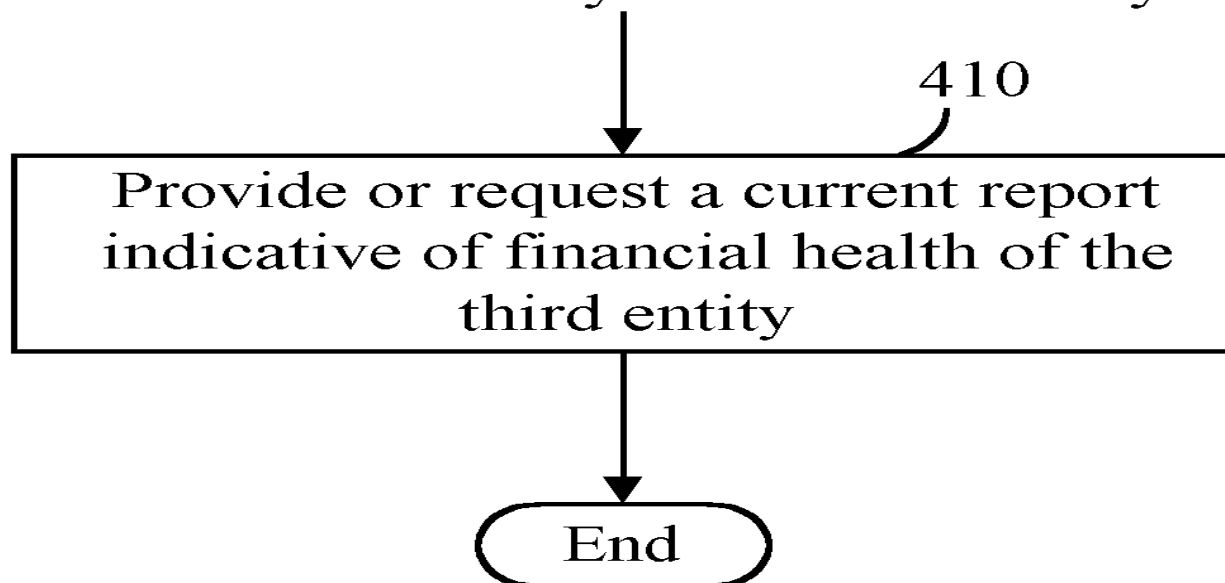 410
Provide or request a current report
indicative of financial health of the
third entity
End